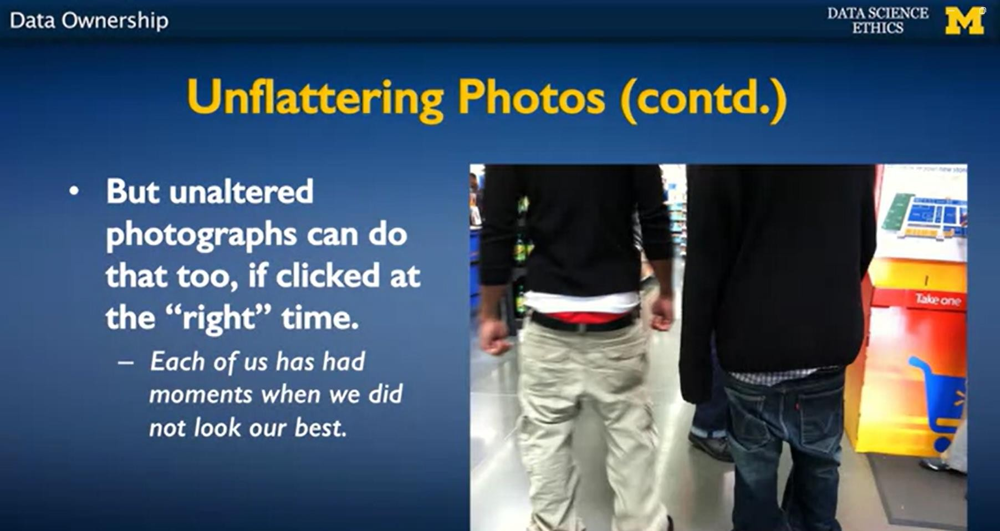 Data Ownership
DATA SCIENCE
ETHICS
M
Unflattering Photos (contd.)
• But unaltered
photographs can do
that too, if clicked at
the “right” time.
– Each of us has had
moments when we did
not look our best.
Take one